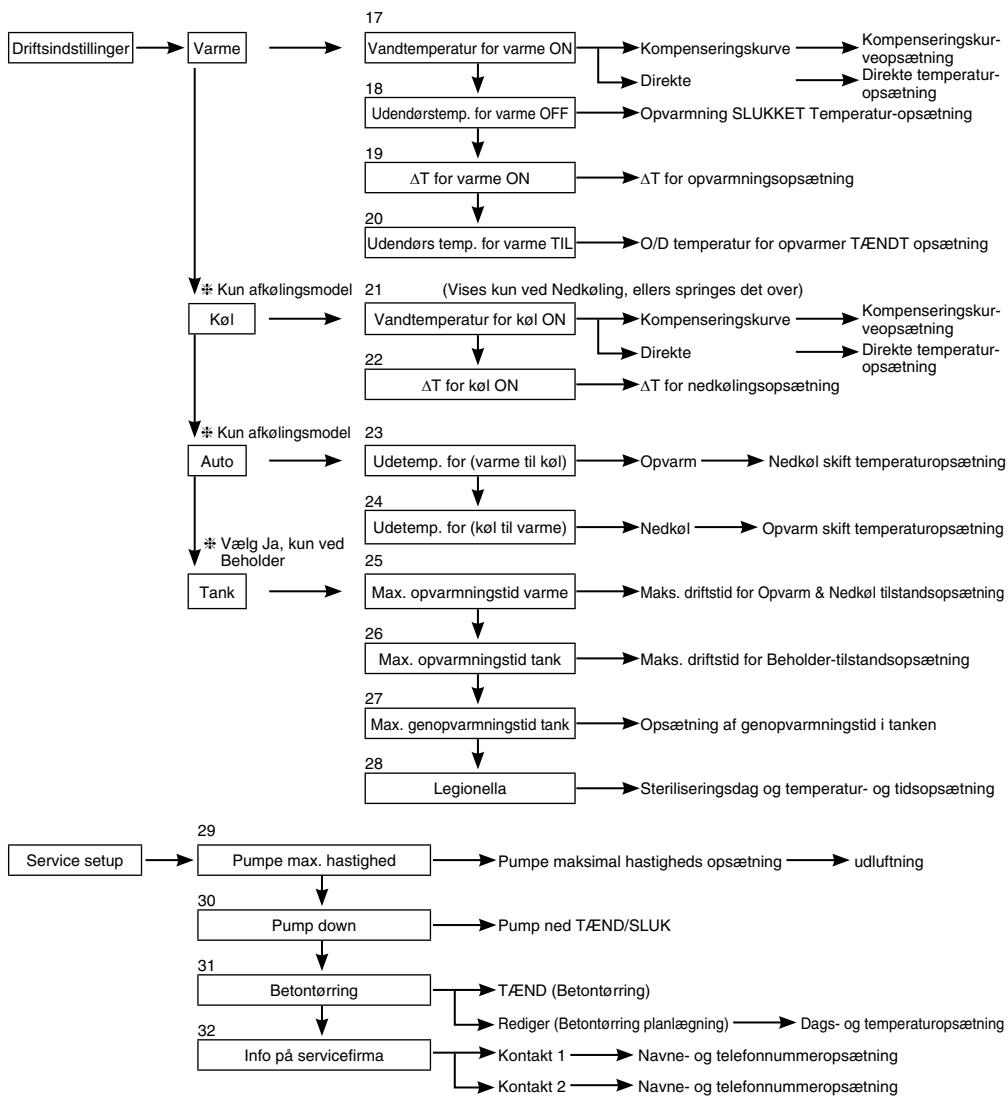 17
Driftsindstillinger Varme Vandtemperatur for varme ON Kompenseringskurve Kompenseringskur-
veopsætning
Direkte Direkte temperatur-
opsætning
18
Udendørstemp. for varme OFF Opvarmning SLUKKET Temperatur-opsætning
19
ΔT for varme ON ΔT for opvarmningsopsætning
20
Udendørs temp. for varme TIL O/D temperatur for opvarmer TÆNDT opsætning
❈ Kun afkølingsmodel 21 (Vises kun ved Nedkøling, ellers springes det over)
Køl Vandtemperatur for køl ON Kompenseringskurve Kompenseringskur-
veopsætning
Direkte Direkte temperatur-
opsætning
22
ΔT for køl ON ΔT for nedkølingsopsætning
❈ Kun afkølingsmodel 23
Auto Udetemp. for (varme til køl) Opvarm Nedkøl skift temperaturopsætning
24
Udetemp. for (køl til varme) Nedkøl Opvarm skift temperaturopsætning
❈ Vælg Ja, kun ved
Beholder
25
Tank Max. opvarmningstid varme Maks. driftstid for Opvarm & Nedkøl tilstandsopsætning
26
Max. opvarmningstid tank Maks. driftstid for Beholder-tilstandsopsætning
27
Max. genopvarmningstid tank Opsætning af genopvarmningstid i tanken
28
Legionella Steriliseringsdag og temperatur- og tidsopsætning
29
Service setup Pumpe max. hastighed Pumpe maksimal hastigheds opsætning udluftning
30
Pump down Pump ned TÆND/SLUK
31
Betontørring TÆND (Betontørring)
Rediger (Betontørring planlægning) Dags- og temperaturopsætning
32
Info på servicefirma Kontakt 1 Navne- og telefonnummeropsætning
Kontakt 2 Navne- og telefonnummeropsætning